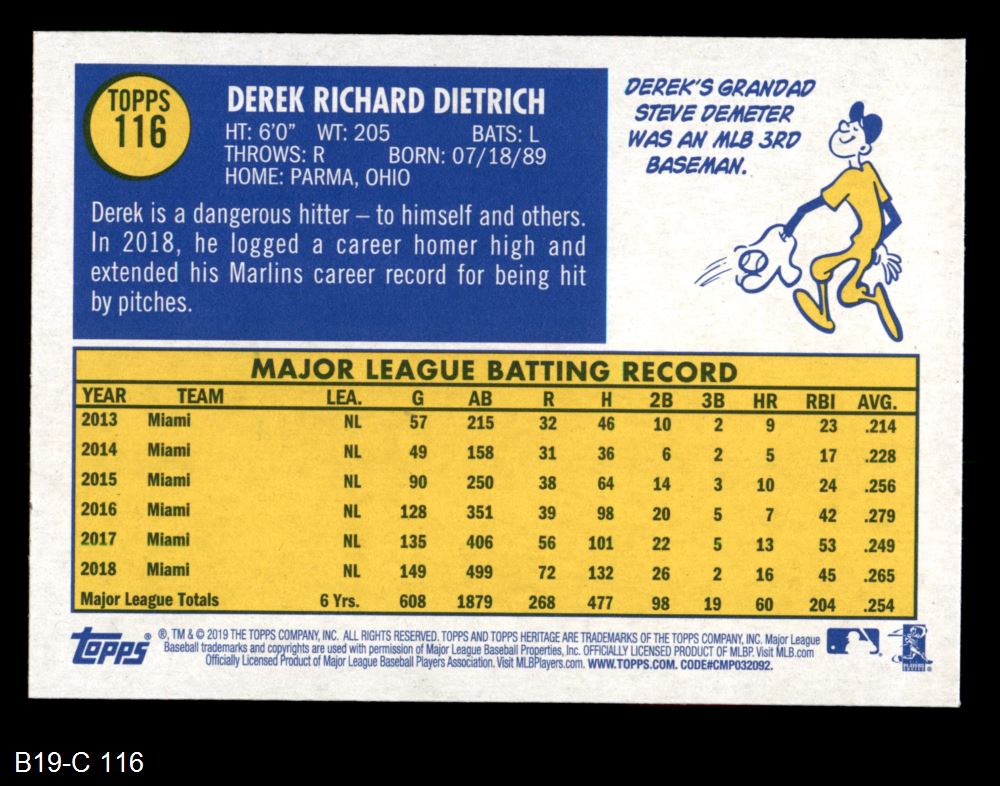 TOPPS
116
DEREK RICHARD DIETRICH
HT: 6'0" WT: 205 BATS: L
THROWS: R BORN: 07/18/89
HOME: PARMA, OHIO
Derek is a dangerous hitter – to himself and others.
In 2018, he logged a career homer high and
extended his Marlins career record for being hit
by pitches.
DEREK'S GRANDAD
STEVE DEMETER
WAS AN MLB 3RD
BASEMAN.
MAJOR LEAGUE BATTING RECORD
YEAR TEAM LEA. G AB R H 2B 3B HR RBI AVG.
2013 Miami NL 57 215 32 46 10 2 9 23 .214
2014 Miami NL 49 158 31 36 6 2 5 17 .228
2015 Miami NL 90 250 38 64 14 3 10 24 .256
2016 Miami NL 128 351 39 98 20 5 7 42 .279
2017 Miami NL 135 406 56 101 22 5 13 53 .249
2018 Miami NL 149 499 72 132 26 2 16 45 .265
Major League Totals 6 Yrs. 608 1879 268 477 98 19 60 204 .254
topps®
®, TM & © 2019 THE TOPPS COMPANY, INC. ALL RIGHTS RESERVED. TOPPS AND TOPPS HERITAGE ARE TRADEMARKS OF THE TOPPS COMPANY, INC. Major League
Baseball trademarks and copyrights are used with permission of Major League Baseball Properties, Inc. OFFICIALLY LICENSED PRODUCT OF MLBP. Visit MLB.com
Officially Licensed Product of Major League Baseball Players Association. Visit MLBPlayers.com. WWW.TOPPS.COM. CODE#CMP032092.
B19-C 116